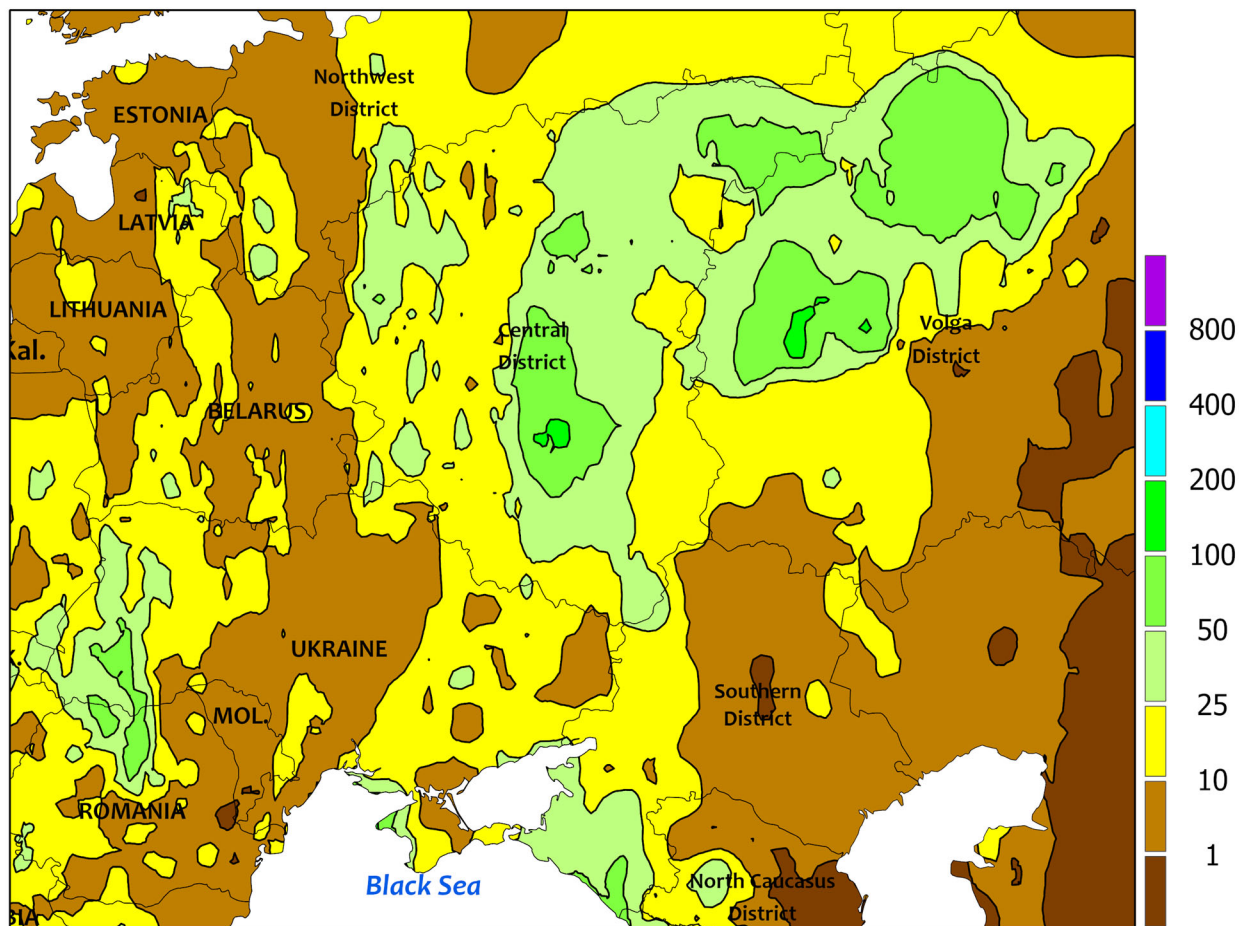 Northwest
District
ESTONIA
LATVIA
LITHUANIA
Kal.
BELARUS
Central
District
Volga
District
UKRAINE
MOL.
Southern
District
ROMANIA
Black Sea
North Caucasus
District
800
400
200
100
50
25
10
1